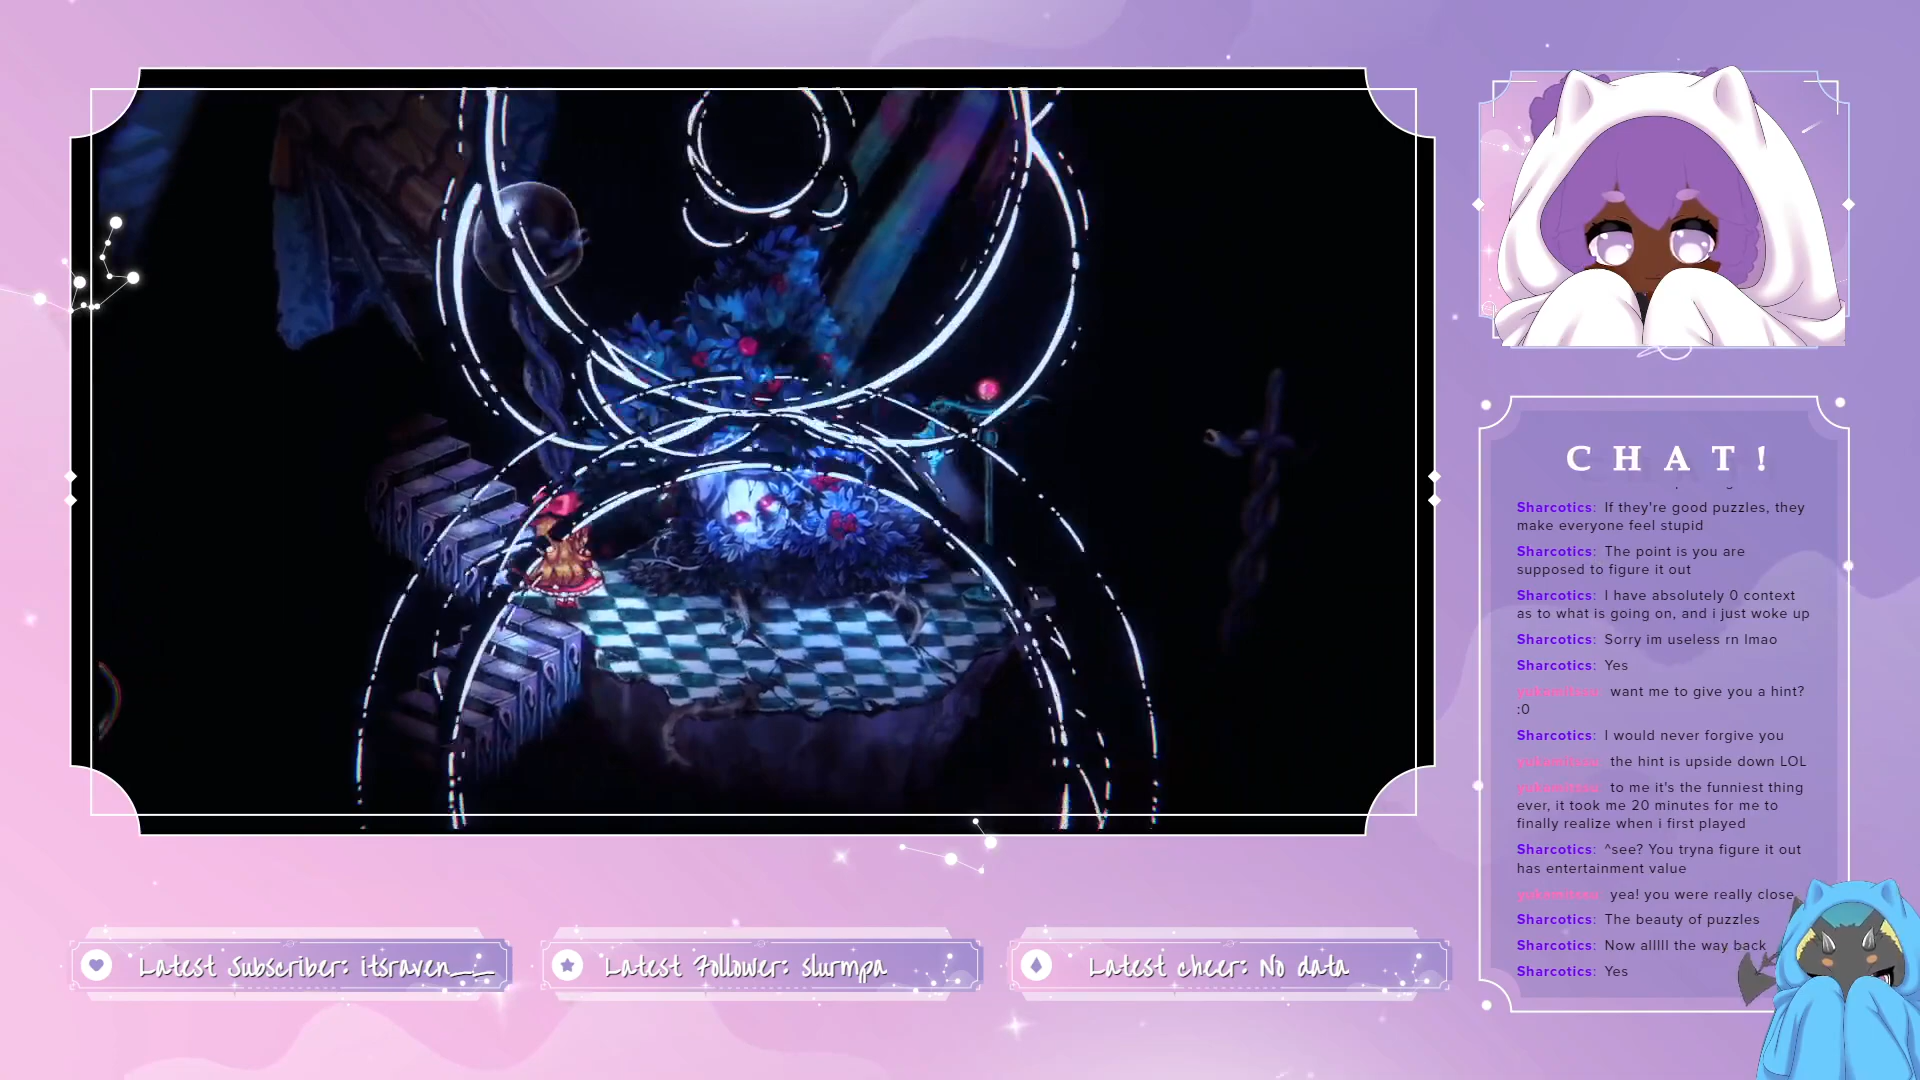 CHAT!
Sharcotics: If they're good puzzles, they
make everyone feel stupid
Sharcotics: The point is you are
supposed to figure it out
Sharcotics: I have absolutely 0 context
as to what is going on, and i just woke up
Sharcotics: Sorry im useless rn lmao
Sharcotics: Yes
want me to give you a hint?
:0
Sharcotics: I would never forgive you
the hint is upside down LOL
to me it's the funniest thing
ever, it took me 20 minutes for me to
finally realize when i first played
Sharcotics: ^see? You tryna figure it out
has entertainment value
yea! you were really close
Sharcotics: The beauty of puzzles
Sharcotics: Now alllll the way back
Sharcotics: Yes
Latest Subscriber: itsraven__
Latest Follower: slurmpa
Latest cheer: No data